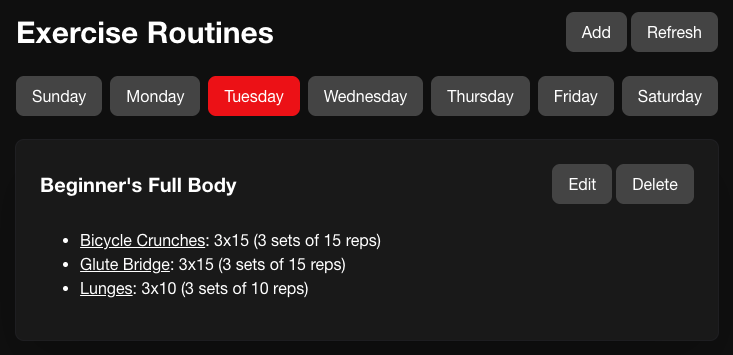 Exercise Routines
Add Refresh
Sunday Monday Tuesday Wednesday Thursday Friday Saturday
Beginner's Full Body
Edit Delete
• Bicycle Crunches: 3x15 (3 sets of 15 reps)
• Glute Bridge: 3x15 (3 sets of 15 reps)
• Lunges: 3x10 (3 sets of 10 reps)